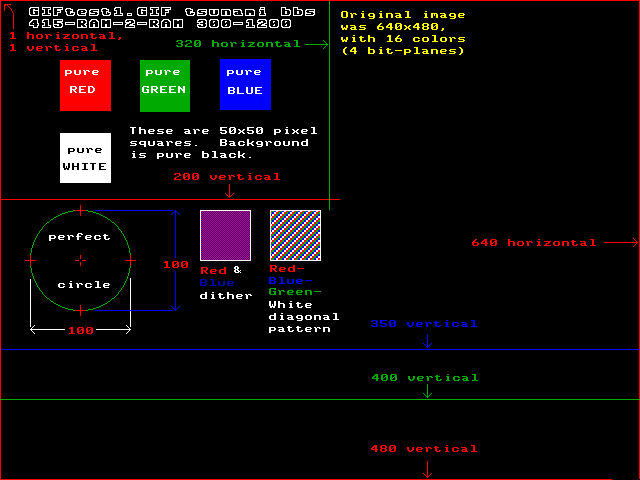 GIFtest1.GIF tsunami bbs
415-RAM-2-RAM 300-1200
1 horizontal,
1 vertical
320 horizontal
Original image
was 640x480,
with 16 colors
(4 bit-planes)
pure
RED
pure
GREEN
pure
BLUE
pure
WHITE
These are 50x50 pixel
squares. Background
is pure black.
200 vertical
perfect
circle
100
100
Red &
Blue
dither
Red-
Blue-
Green-
White
diagonal
pattern
640 horizontal
350 vertical
400 vertical
480 vertical